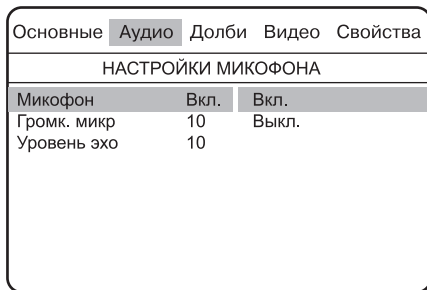 Основные Аудио Долби Видео Свойства
НАСТРОЙКИ МИКОФОНА
Микофон Вкл. Вкл.
Громк. микр 10 Выкл.
Уровень эхо 10